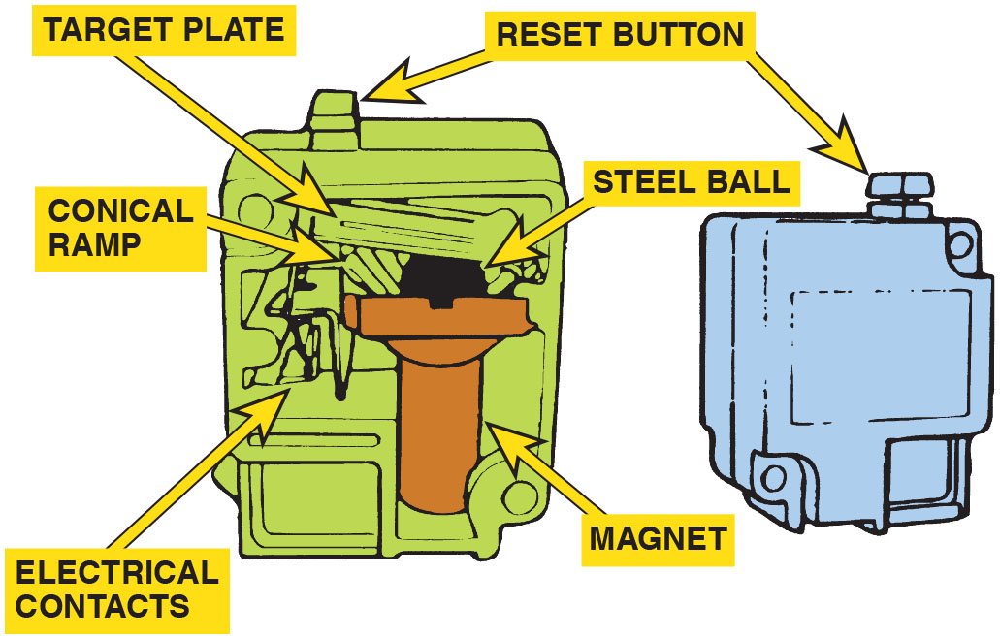 TARGET PLATE
RESET BUTTON
CONICAL
RAMP
STEEL BALL
MAGNET
ELECTRICAL
CONTACTS